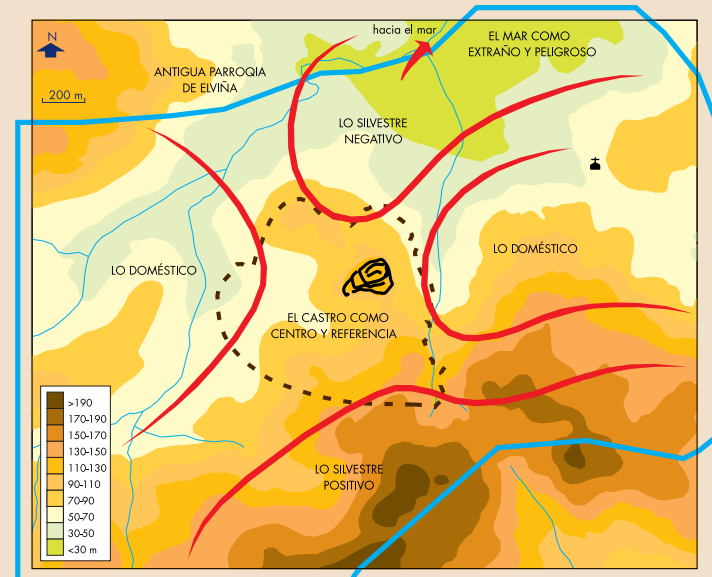 hacia el mar
N
EL MAR COMO
EXTRAÑO Y PELIGROSO
ANTIGUA PARROQIA
DE ELVIÑA
200 m.
LO SILVESTRE
NEGATIVO
LO DOMÉSTICO
LO DOMÉSTICO
EL CASTRO COMO
CENTRO Y REFERENCIA
LO SILVESTRE
POSITIVO
>190
170-190
150-170
130-150
110-130
90-110
70-90
50-70
30-50
<30 m